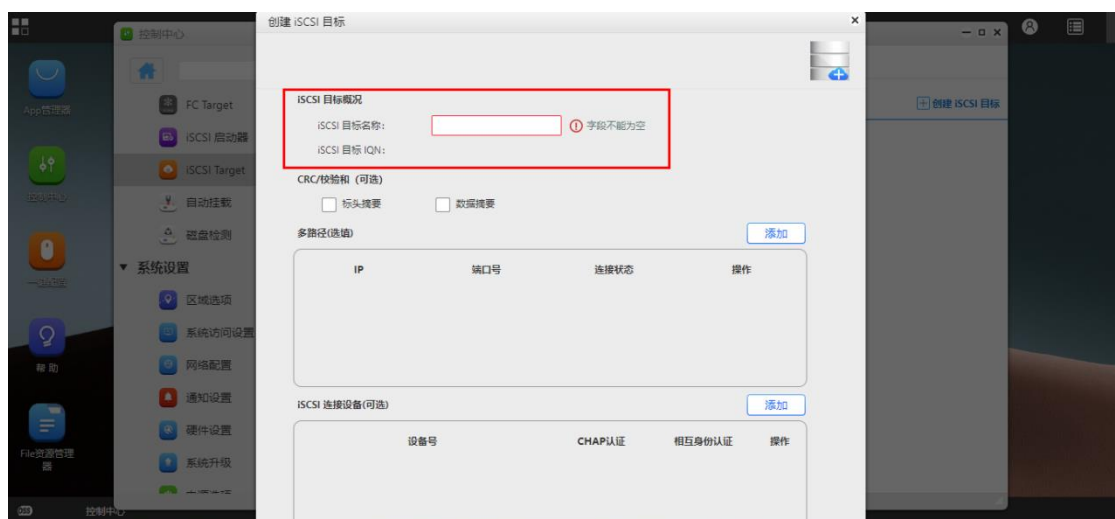 创建 iSCSI 目标
控制中心
App管理器
FC Target
iSCSI 启动器
iSCSI Target
自动挂载
磁盘检测
控制中心
系统设置
区域选项
系统访问设置
网络配置
帮 助
通知设置
硬件设置
系统升级
File资源管理
器
控制中心
创建 iSCSI 目标
iSCSI 目标概况
iSCSI 目标名称：
字段不能为空
iSCSI 目标 IQN：
CRC/校验和（可选）
标头摘要 数据摘要
多路径(选填) 添加
IP 端口号 连接状态 操作
iSCSI 连接设备(可选) 添加
设备号 CHAP认证 相互身份认证 操作